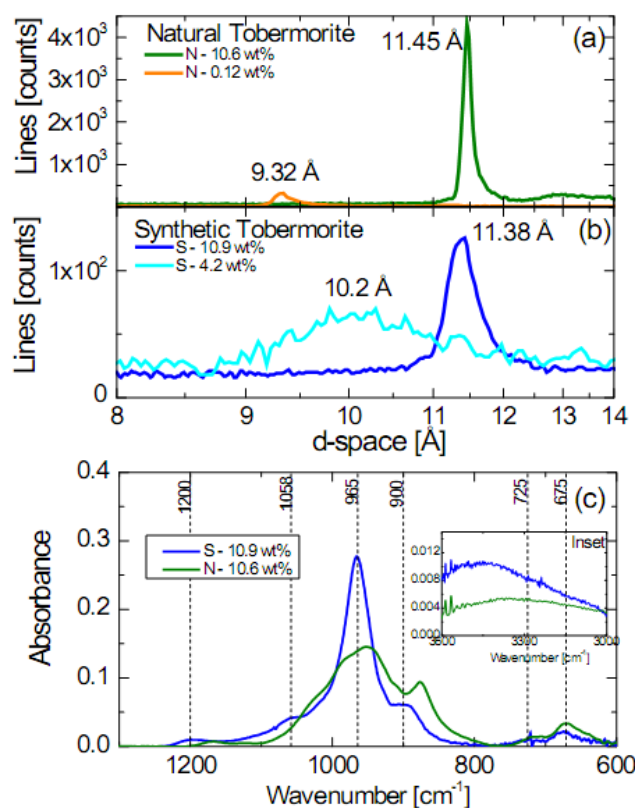 Natural Tobermorite
(a)
N - 10.6 wt%
N - 0.12 wt%
11.45 Å
9.32 Å
4x10³
3x10³
2x10³
1x10³
Lines [counts]
Synthetic Tobermorite
(b)
S - 10.9 wt%
S - 4.2 wt%
11.38 Å
10.2 Å
1x10²
0
Lines [counts]
8 9 10 11 12 13 14
d-space [Å]
(c)
1200 1058 965 900 725 675
S - 10.9 wt%
N - 10.6 wt%
0.4
0.3
0.2
0.1
0.0
Absorbance
Inset
0.012
0.008
0.004
0.000
3300
Wavenumber [cm⁻¹]
1200 1000 800 600
Wavenumber [cm⁻¹]